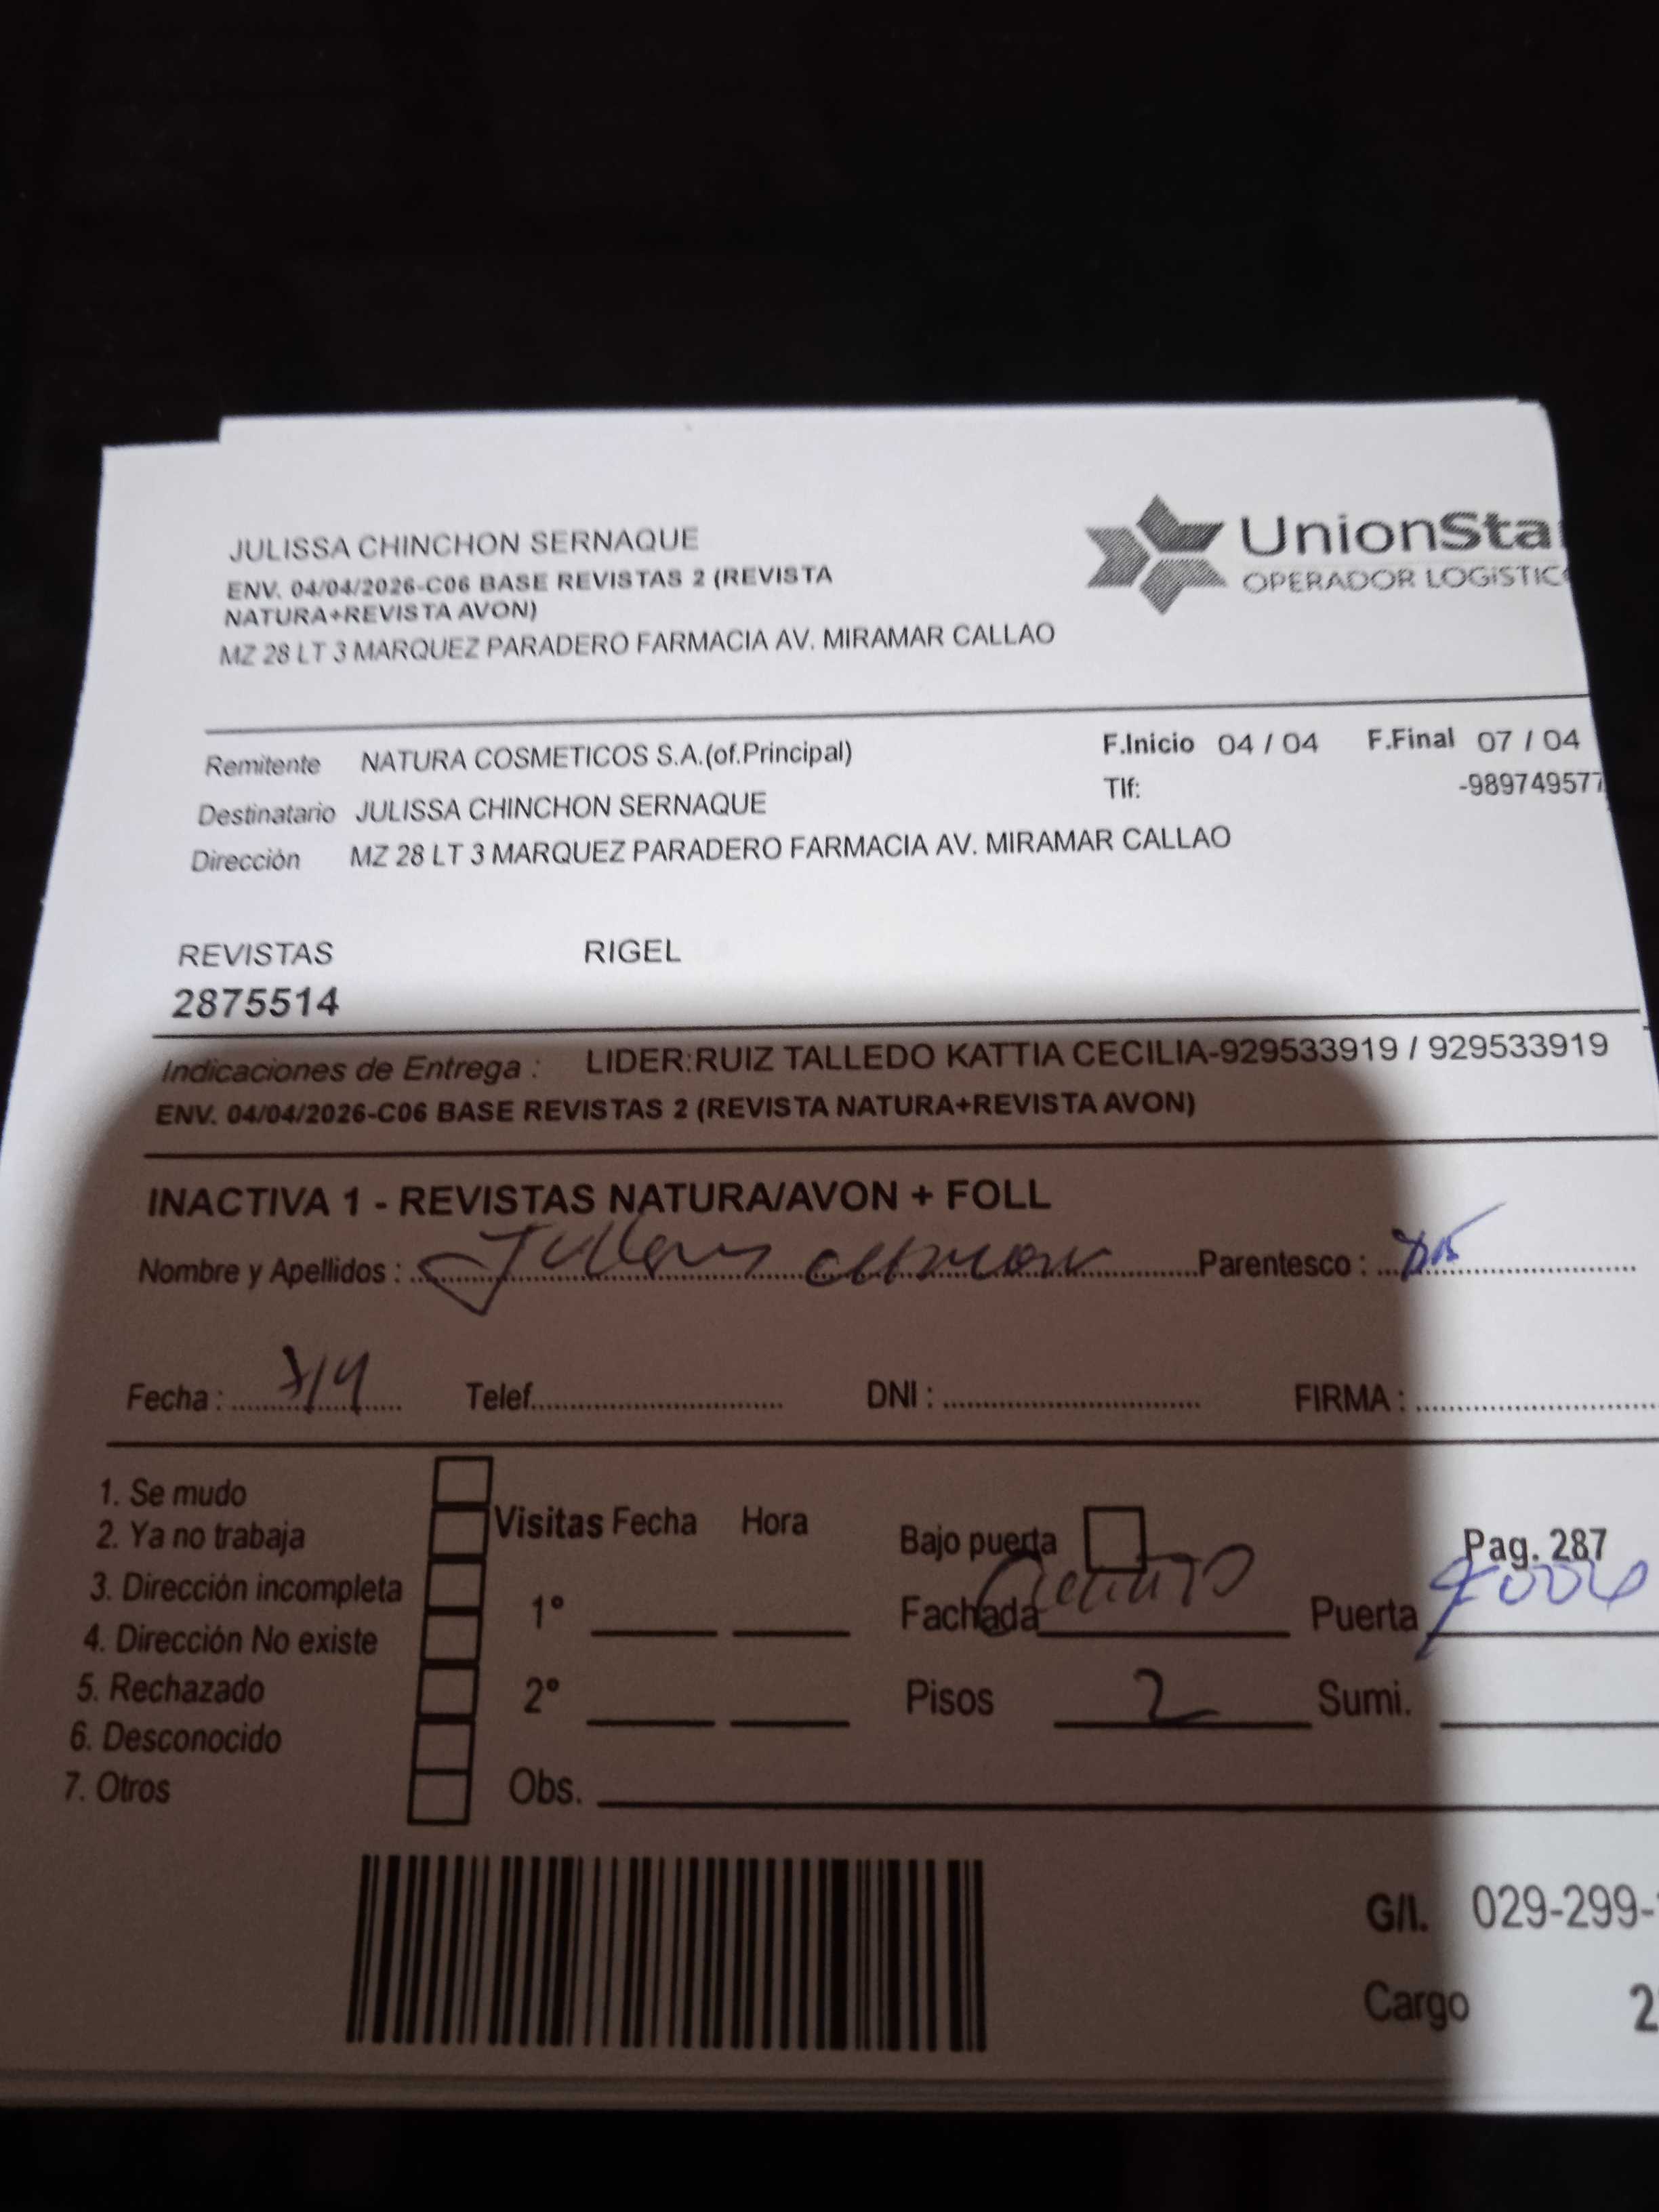 JULISSA CHINCHON SERNAQUE
ENV. 04/04/2026-C06 BASE REVISTAS 2 (REVISTA
NATURA+REVISTA AVON)
MZ 28 LT 3 MARQUEZ PARADERO FARMACIA AV. MIRAMAR CALLAO
UnionSta
OPERADOR LOGÍSTIC
Remitente NATURA COSMETICOS S.A.(of.Principal) F.Inicio 04 / 04 F.Final 07 / 04
Destinatario JULISSA CHINCHON SERNAQUE Tlf: -989749577
Dirección MZ 28 LT 3 MARQUEZ PARADERO FARMACIA AV. MIRAMAR CALLAO
REVISTAS RIGEL
2875514
Indicaciones de Entrega : LIDER:RUIZ TALLEDO KATTIA CECILIA-929533919 / 929533919
ENV. 04/04/2026-C06 BASE REVISTAS 2 (REVISTA NATURA+REVISTA AVON)
INACTIVA 1 - REVISTAS NATURA/AVON + FOLL
Nombre y Apellidos : Parentesco :
Fecha : 7/4 Telef. DNI : FIRMA :
1. Se mudo
2. Ya no trabaja
3. Dirección incompleta
4. Dirección No existe
5. Rechazado
6. Desconocido
7. Otros
Visitas Fecha Hora
1°
2°
Obs.
Bajo puerta Pag. 287
Fachada Puerta
Pisos 2 Sumi.
G/I. 029-299-
Cargo 2